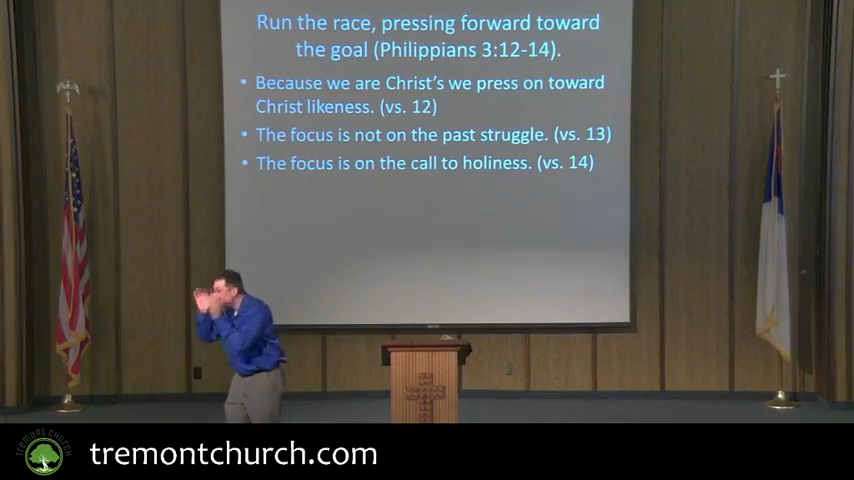 Run the race, pressing forward toward
the goal (Philippians 3:12-14).
• Because we are Christ's we press on toward
Christ likeness. (vs. 12)
• The focus is not on the past struggle. (vs. 13)
• The focus is on the call to holiness. (vs. 14)
TREMONT CHURCH
tremontchurch.com